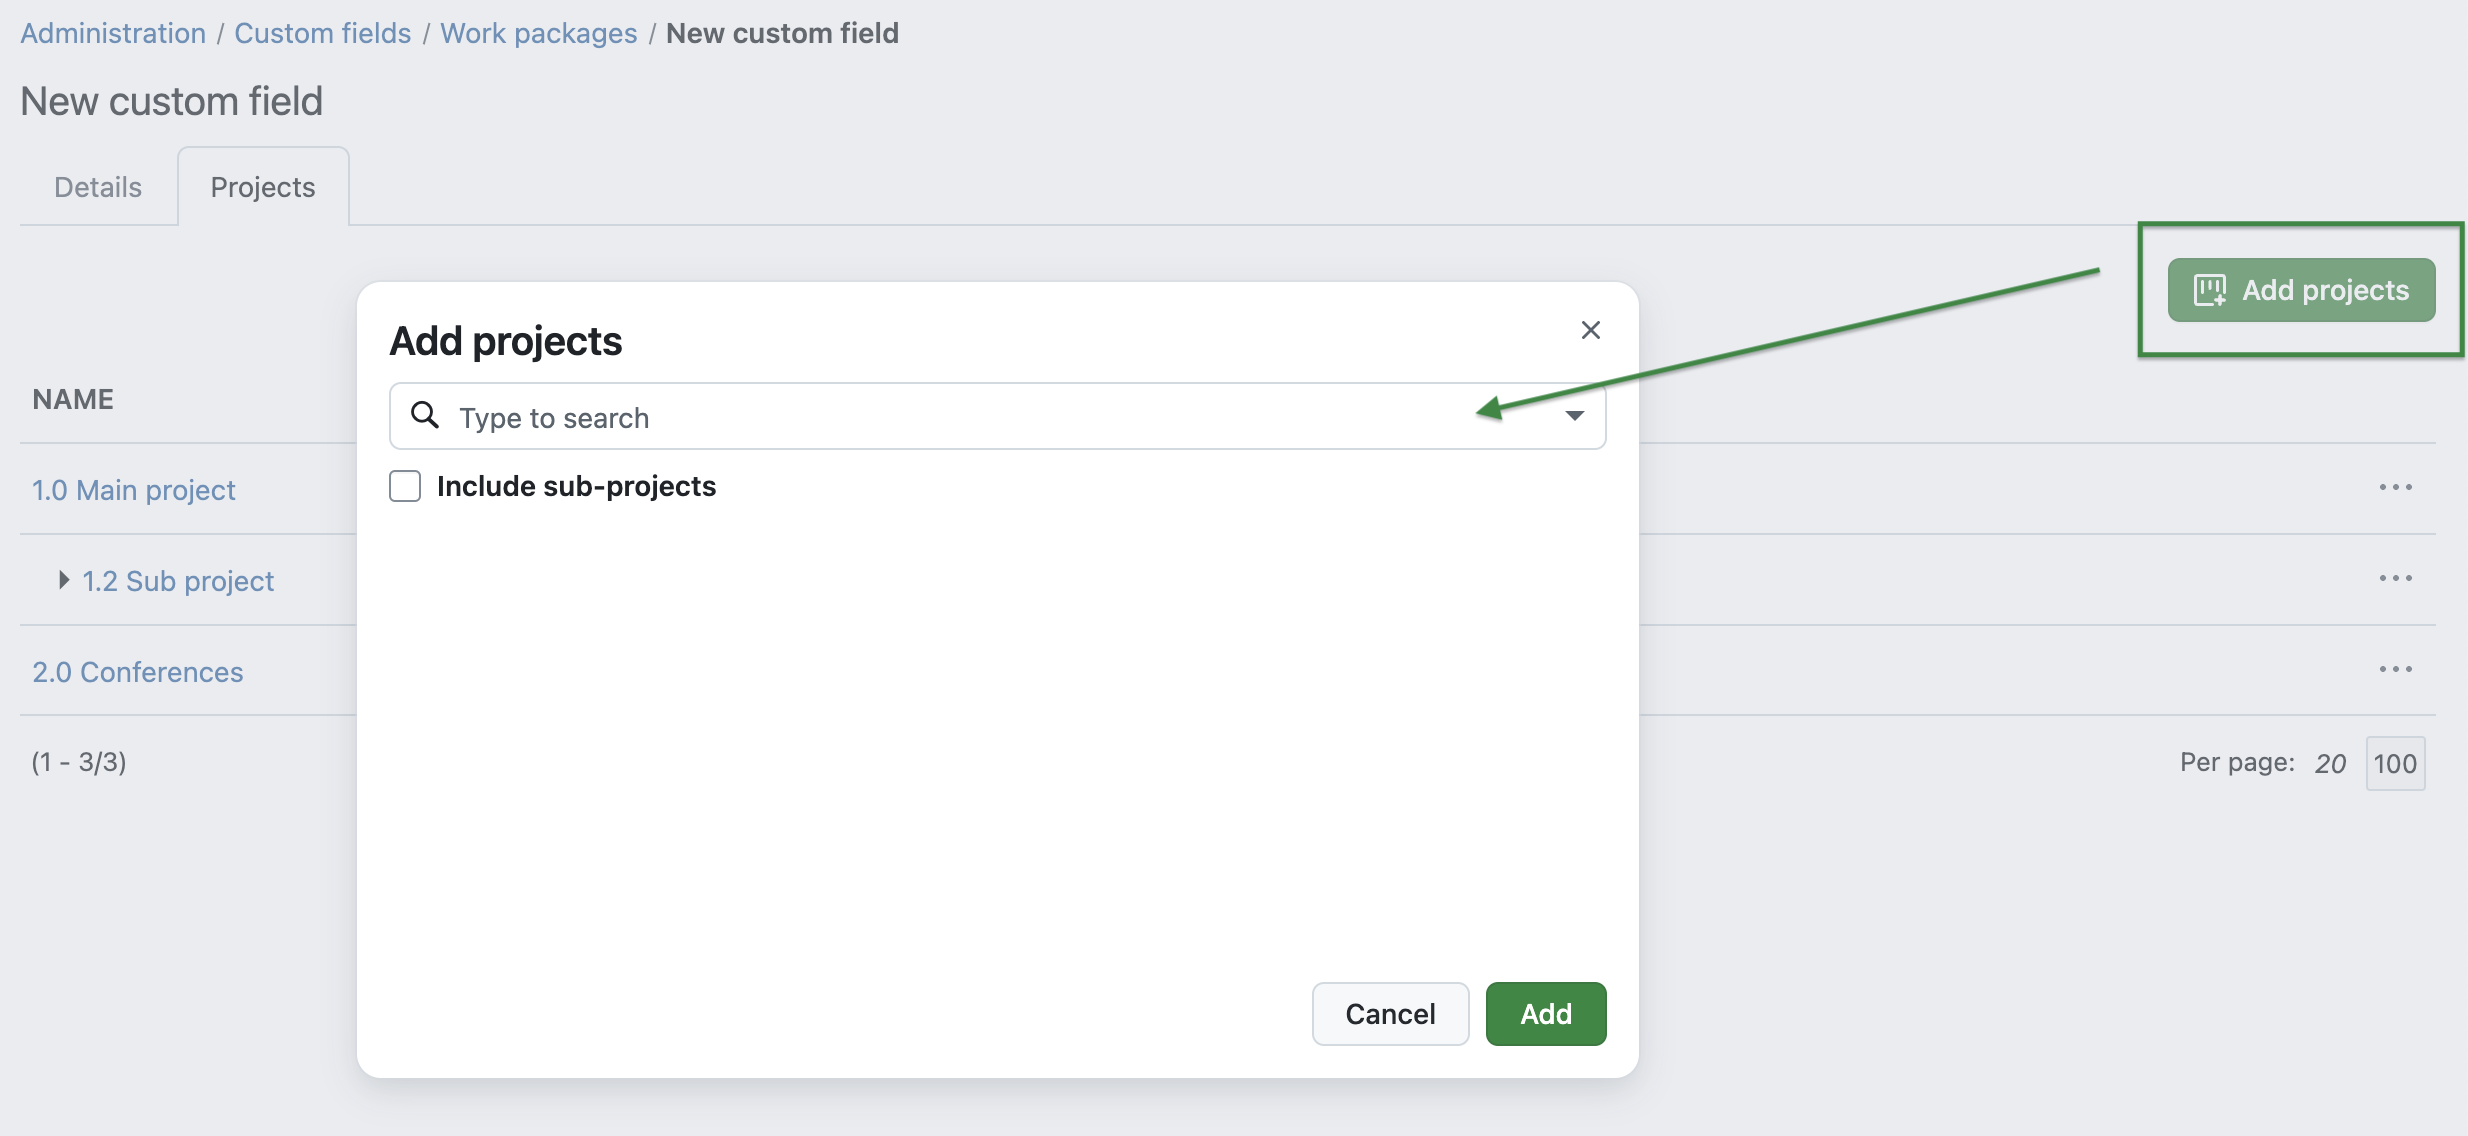 Administration / Custom fields / Work packages / New custom field
New custom field
Details Projects
Add projects
Add projects
NAME
Type to search
Include sub-projects
1.0 Main project
1.2 Sub project
2.0 Conferences
(1 - 3/3)
Per page: 20 100
Cancel Add